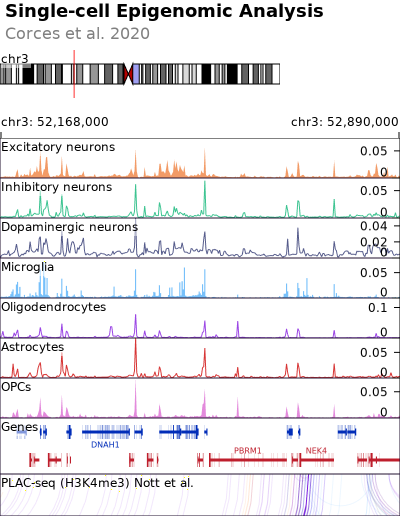 Single-cell Epigenomic Analysis
Corces et al. 2020
chr3
chr3: 52,168,000 chr3: 52,890,000
Excitatory neurons 0.05
0
Inhibitory neurons 0.05
0
Dopaminergic neurons 0.04
0.02
0
Microglia 0.05
0
Oligodendrocytes 0.1
0
Astrocytes 0.05
0
OPCs 0.05
0
Genes
DNAH1
PBRM1 NEK4
PLAC-seq (H3K4me3) Nott et al.